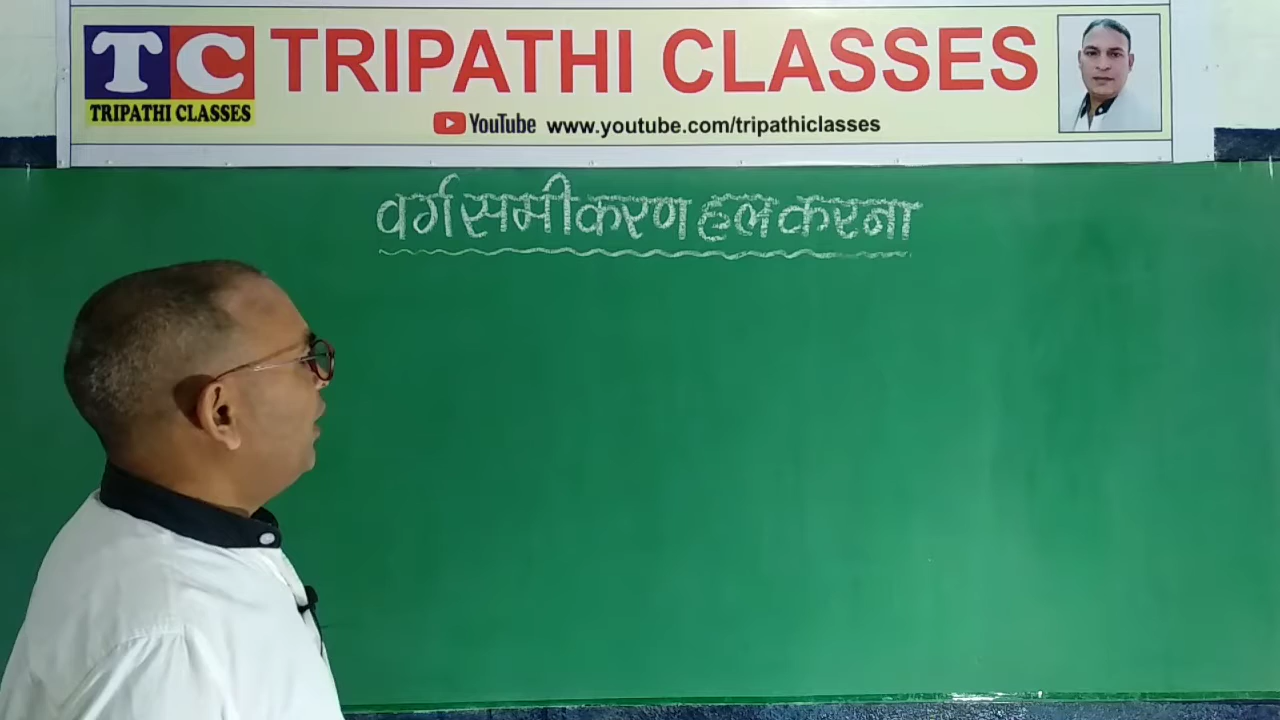 TC TRIPATHI CLASSES
TRIPATHI CLASSES
YouTube www.youtube.com/tripathiclasses
वर्ग समीकरण हल करना